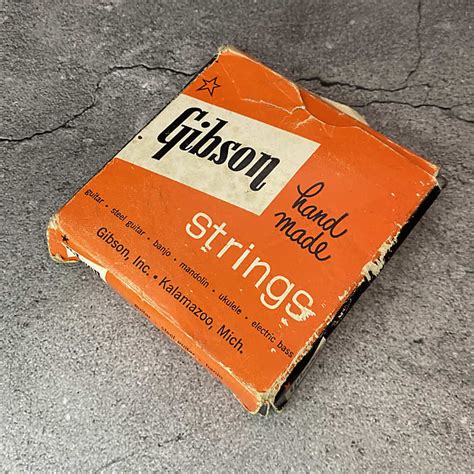 Gibson
hand
made
strings
guitar • steel guitar • banjo • mandolin • ukulele • electric bass
Gibson, Inc. • Kalamazoo, Mich.